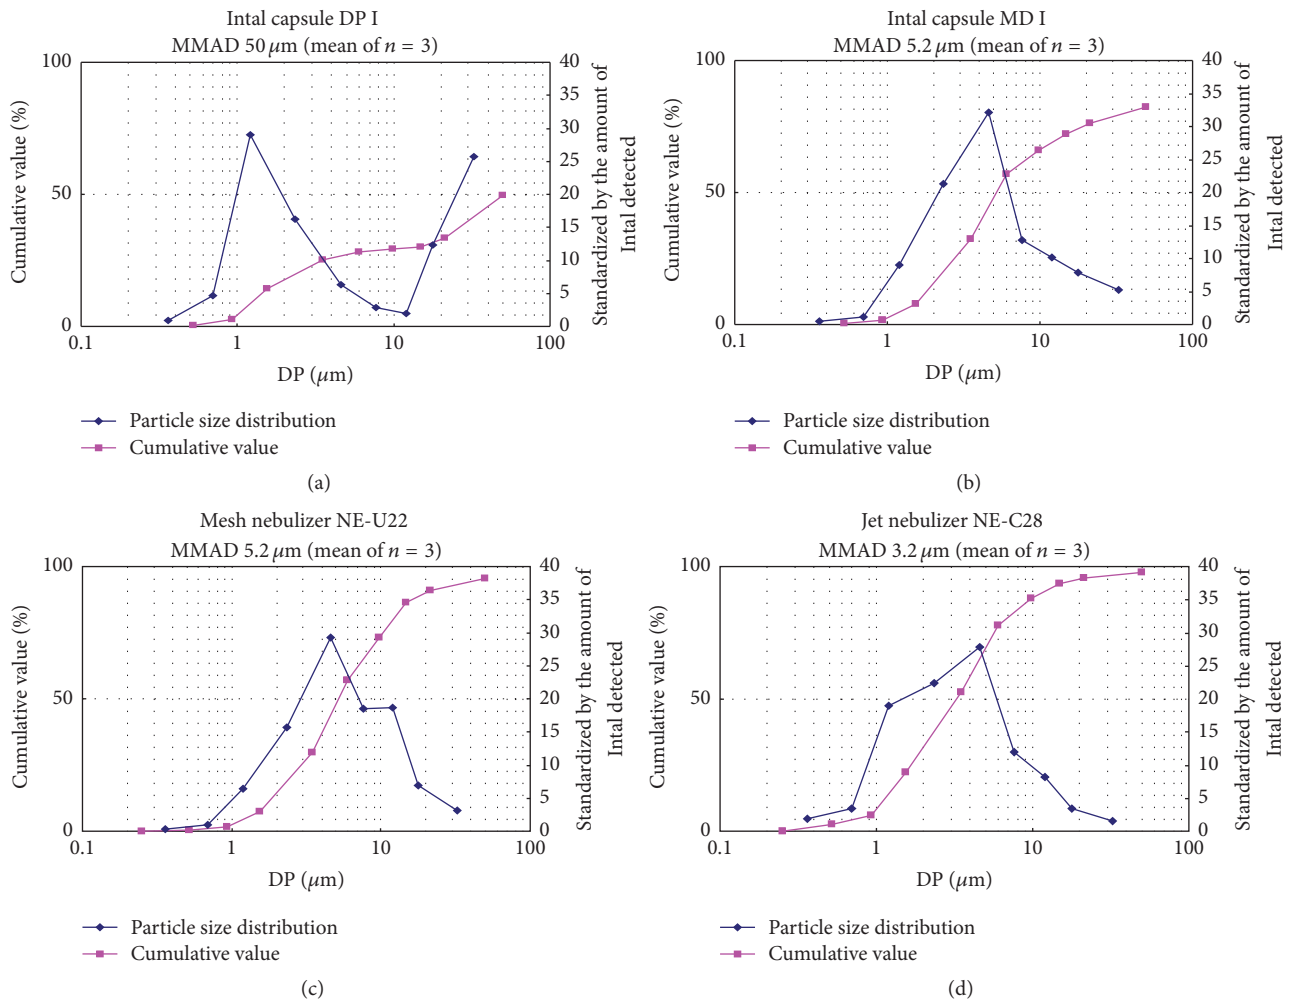 Intal capsule DP I
MMAD 50 μm (mean of n = 3)
100
50
0
Cumulative value (%)
40
35
30
25
20
15
10
5
0
Standardized by the amount of
Intal detected
0.1
1
10
100
DP (μm)
Particle size distribution
Cumulative value
(a)
Intal capsule MD I
MMAD 5.2 μm (mean of n = 3)
100
50
0
Cumulative value (%)
40
35
30
25
20
15
10
5
0
Standardized by the amount of
Intal detected
0.1
1
10
100
DP (μm)
Particle size distribution
Cumulative value
(b)
Mesh nebulizer NE-U22
MMAD 5.2 μm (mean of n = 3)
100
50
0
Cumulative value (%)
40
35
30
25
20
15
10
5
0
Standardized by the amount of
Intal detected
0.1
1
10
100
DP (μm)
Particle size distribution
Cumulative value
(c)
Jet nebulizer NE-C28
MMAD 3.2 μm (mean of n = 3)
100
50
0
Cumulative value (%)
40
35
30
25
20
15
10
5
0
Standardized by the amount of
Intal detected
0.1
1
10
100
DP (μm)
Particle size distribution
Cumulative value
(d)